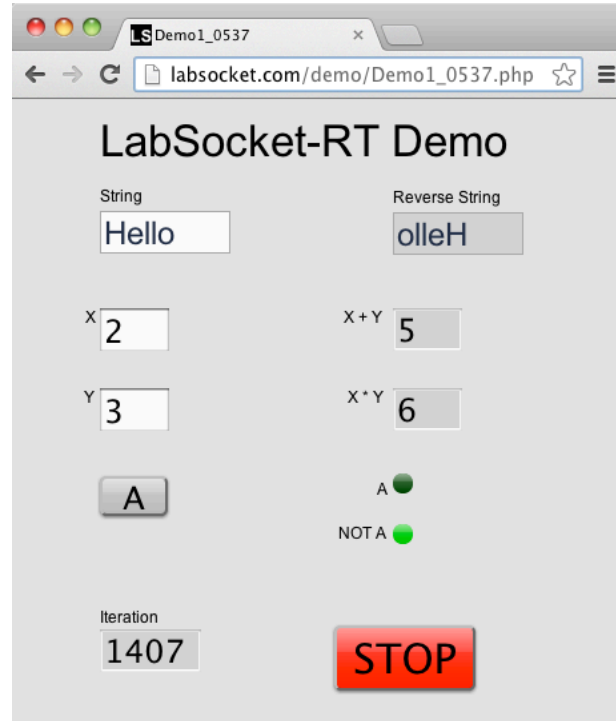 LS Demo1_0537
labsocket.com/demo/Demo1_0537.php
LabSocket-RT Demo
String Reverse String
Hello olleH
X 2 X + Y 5
Y 3 X * Y 6
A A
NOT A
Iteration
1407 STOP